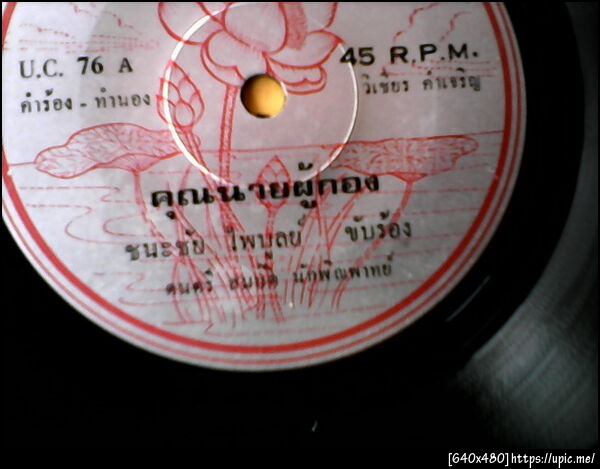 U.C. 76 A
45 R.P.M.
คำร้อง - ทำนอง
วิเชียร คำเจริญ
คุณนายผู้กอง
ชนะชัย ไพบูลย์ ขับร้อง
ดนตรี สมบัติ นักพิณพาทย์
[640x480]https://upic.me/